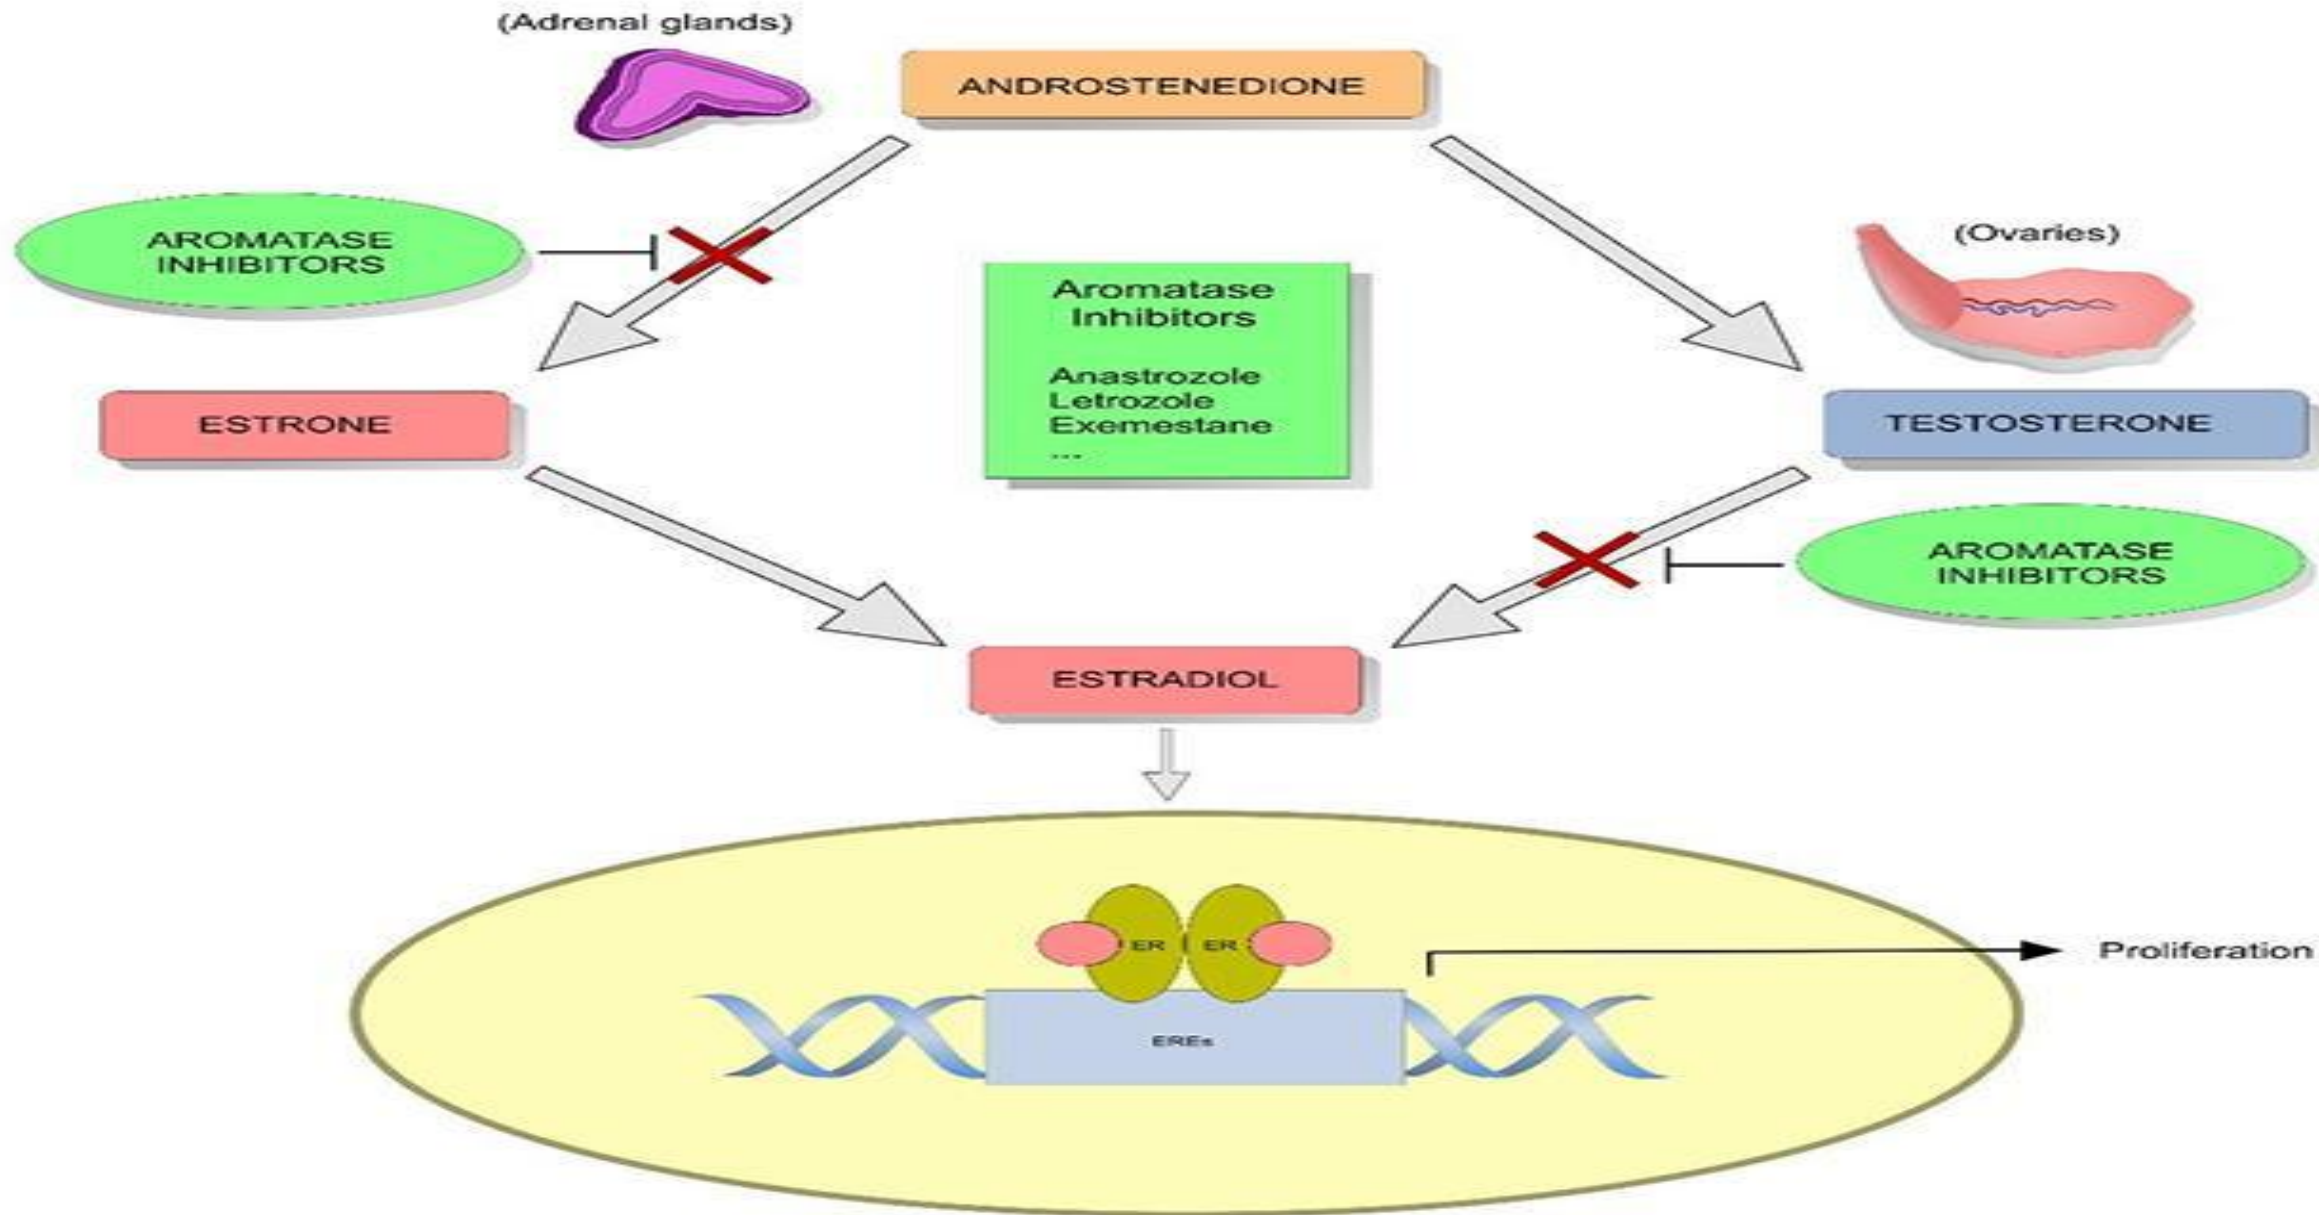 (Adrenal glands)
ANDROSTENEDIONE
AROMATASE
INHIBITORS
(Ovaries)
Aromatase
Inhibitors
Anastrozole
Letrozole
Exemestane
...
ESTRONE
TESTOSTERONE
AROMATASE
INHIBITORS
ESTRADIOL
ER
ER
Proliferation
EREs